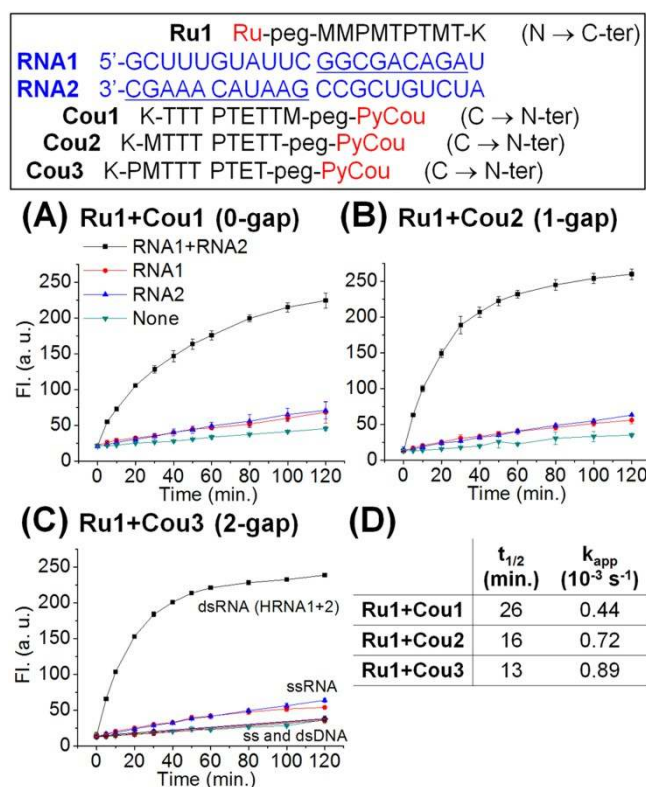 Ru1 Ru-peg-MMPMTPTMT-K (N → C-ter)
RNA1 5'-GCUUUGUAUUC GGCGACAGAU
RNA2 3'-CGAAA CAUAAG CCGCUGUCUA
Cou1 K-TTT PTETTM-peg-PyCou (C → N-ter)
Cou2 K-MTTT PTETT-peg-PyCou (C → N-ter)
Cou3 K-PMTTT PTET-peg-PyCou (C → N-ter)
(A) Ru1+Cou1 (0-gap)
RNA1+RNA2
RNA1
RNA2
None
250
200
150
100
50
0
Fl. (a. u.)
0 20 40 60 80 100 120
Time (min.)
(B) Ru1+Cou2 (1-gap)
250
200
150
100
50
0
Fl. (a. u.)
0 20 40 60 80 100 120
Time (min.)
(C) Ru1+Cou3 (2-gap)
250
200
150
100
50
0
Fl. (a. u.)
dsRNA (HRNA1+2)
ssRNA
ss and dsDNA
0 20 40 60 80 100 120
Time (min.)
(D)
t1/2 kapp
(min.) (10-3 s-1)
Ru1+Cou1 26 0.44
Ru1+Cou2 16 0.72
Ru1+Cou3 13 0.89